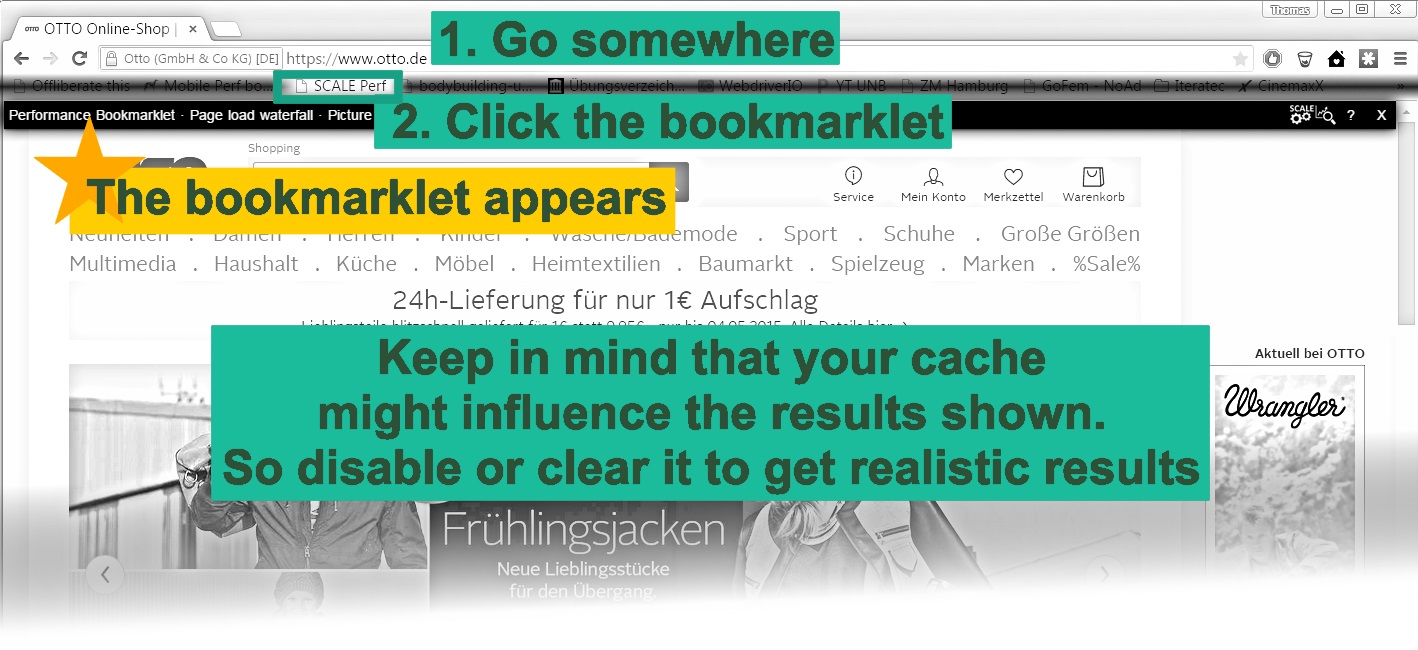 Thomas
OTTO Online-Shop |
Otto (GmbH & Co KG) [DE] https://www.otto.de
1. Go somewhere
Offliberate this Mobile Perf bo... SCALE Perf bodybuilding-u... Übungsverzeich... WebdriverIO YT UNB ZM Hamburg GoFem - NoAd Iteratec CinemaxX »
Performance Bookmarklet · Page load waterfall · Picture
2. Click the bookmarklet
SCALE ? X
Shopping
The bookmarklet appears
Service Mein Konto Merkzettel Warenkorb
Neuheiten . Damen . Herren . Kinder . Wäsche/Bademode . Sport . Schuhe . Große Größen
Multimedia . Haushalt . Küche . Möbel . Heimtextilien . Baumarkt . Spielzeug . Marken . %Sale%
24h-Lieferung für nur 1€ Aufschlag
Lieblingsteile blitzschnell geliefert für 1€ statt 9,95€ - nur bis 04.05.2015. Alle Details hier
Keep in mind that your cache
might influence the results shown.
So disable or clear it to get realistic results
Aktuell bei OTTO
Wrangler
Frühlingsjacken
Neue Lieblingsstücke
für den Übergang.